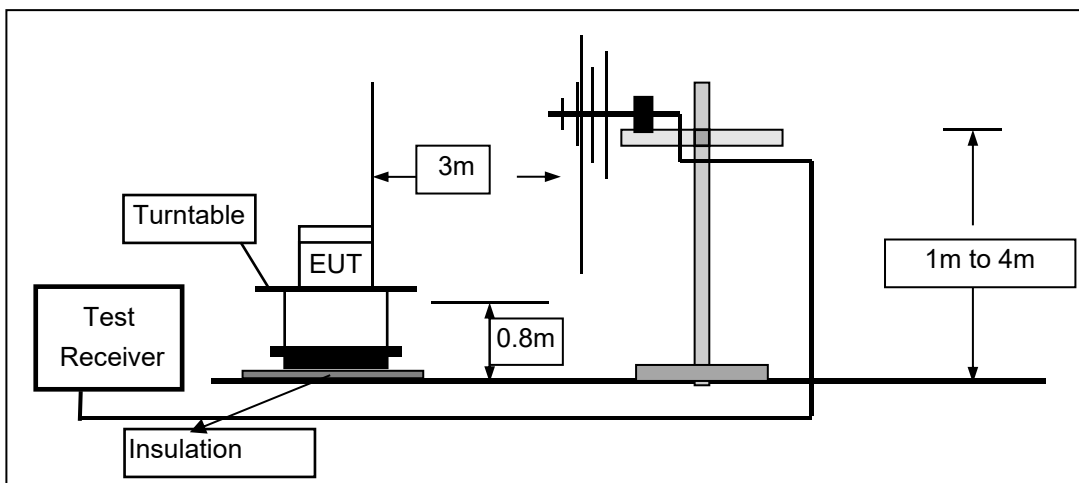 3m
Turntable
EUT
1m to 4m
Test
Receiver
0.8m
Insulation